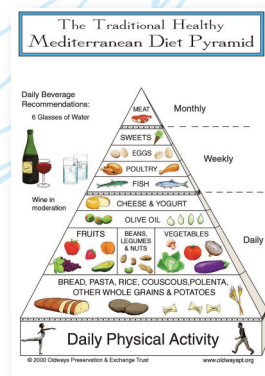 The Traditional Healthy
Mediterranean Diet Pyramid
Daily Beverage
Recommendations:
6 Glasses of Water
Wine in
moderation
MEAT
Monthly
SWEETS
EGGS
POULTRY
FISH
Weekly
CHEESE & YOGURT
OLIVE OIL
FRUITS
BEANS,
LEGUMES
& NUTS
VEGETABLES
Daily
BREAD, PASTA, RICE, COUSCOUS,POLENTA,
OTHER WHOLE GRAINS & POTATOES
Daily Physical Activity
© 2000 Oldways Preservation & Exchange Trust
www.oldwayspt.org